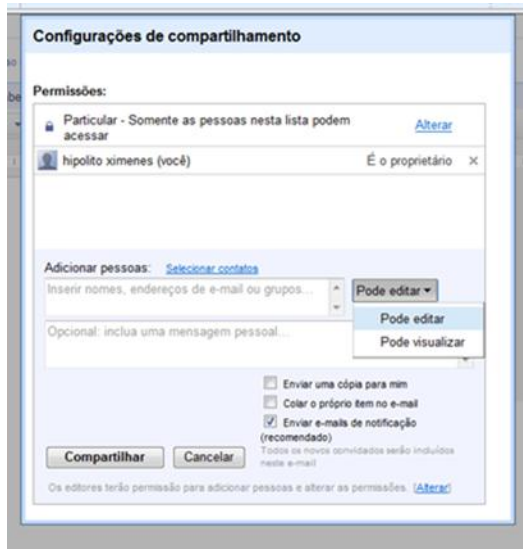 Configurações de compartilhamento
Permissões:
Particular - Somente as pessoas nesta lista podem
acessar
Alterar
hipolito ximenes (você) É o proprietário ×
Adicionar pessoas: Selecionar contatos
Inserir nomes, endereços de e-mail ou grupos... Pode editar
Pode editar
Opcional: inclua uma mensagem pessoal...
Pode visualizar
Enviar uma cópia para mim
Colar o próprio item no e-mail
Enviar e-mails de notificação
(recomendado)
Todos os novos convidados serão incluídos
neste e-mail
Compartilhar Cancelar
Os editores terão permissão para adicionar pessoas e alterar as permissões. [Alterar]